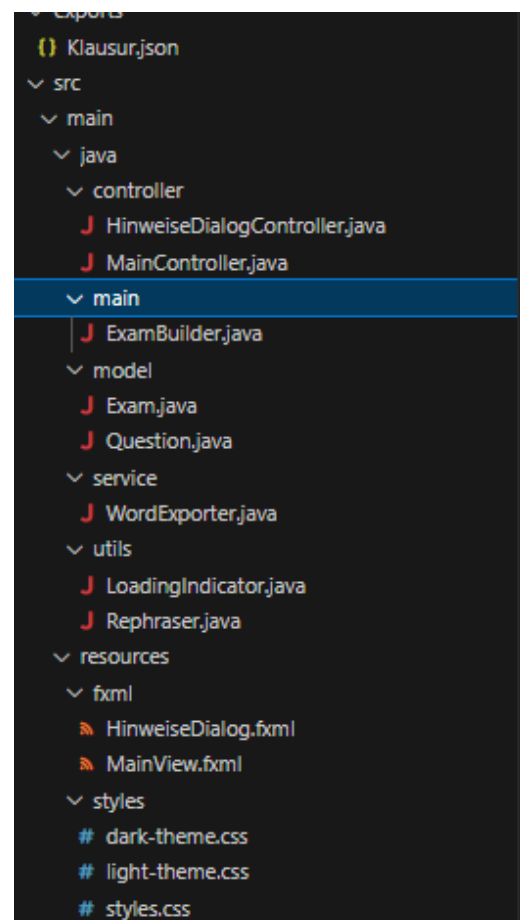 exports
{} Klausur.json
src
main
java
controller
J HinweiseDialogController.java
J MainController.java
main
J ExamBuilder.java
model
J Exam.java
J Question.java
service
J WordExporter.java
utils
J LoadingIndicator.java
J Rephraser.java
resources
fxml
HinweiseDialog.fxml
MainView.fxml
styles
# dark-theme.css
# light-theme.css
# styles.css